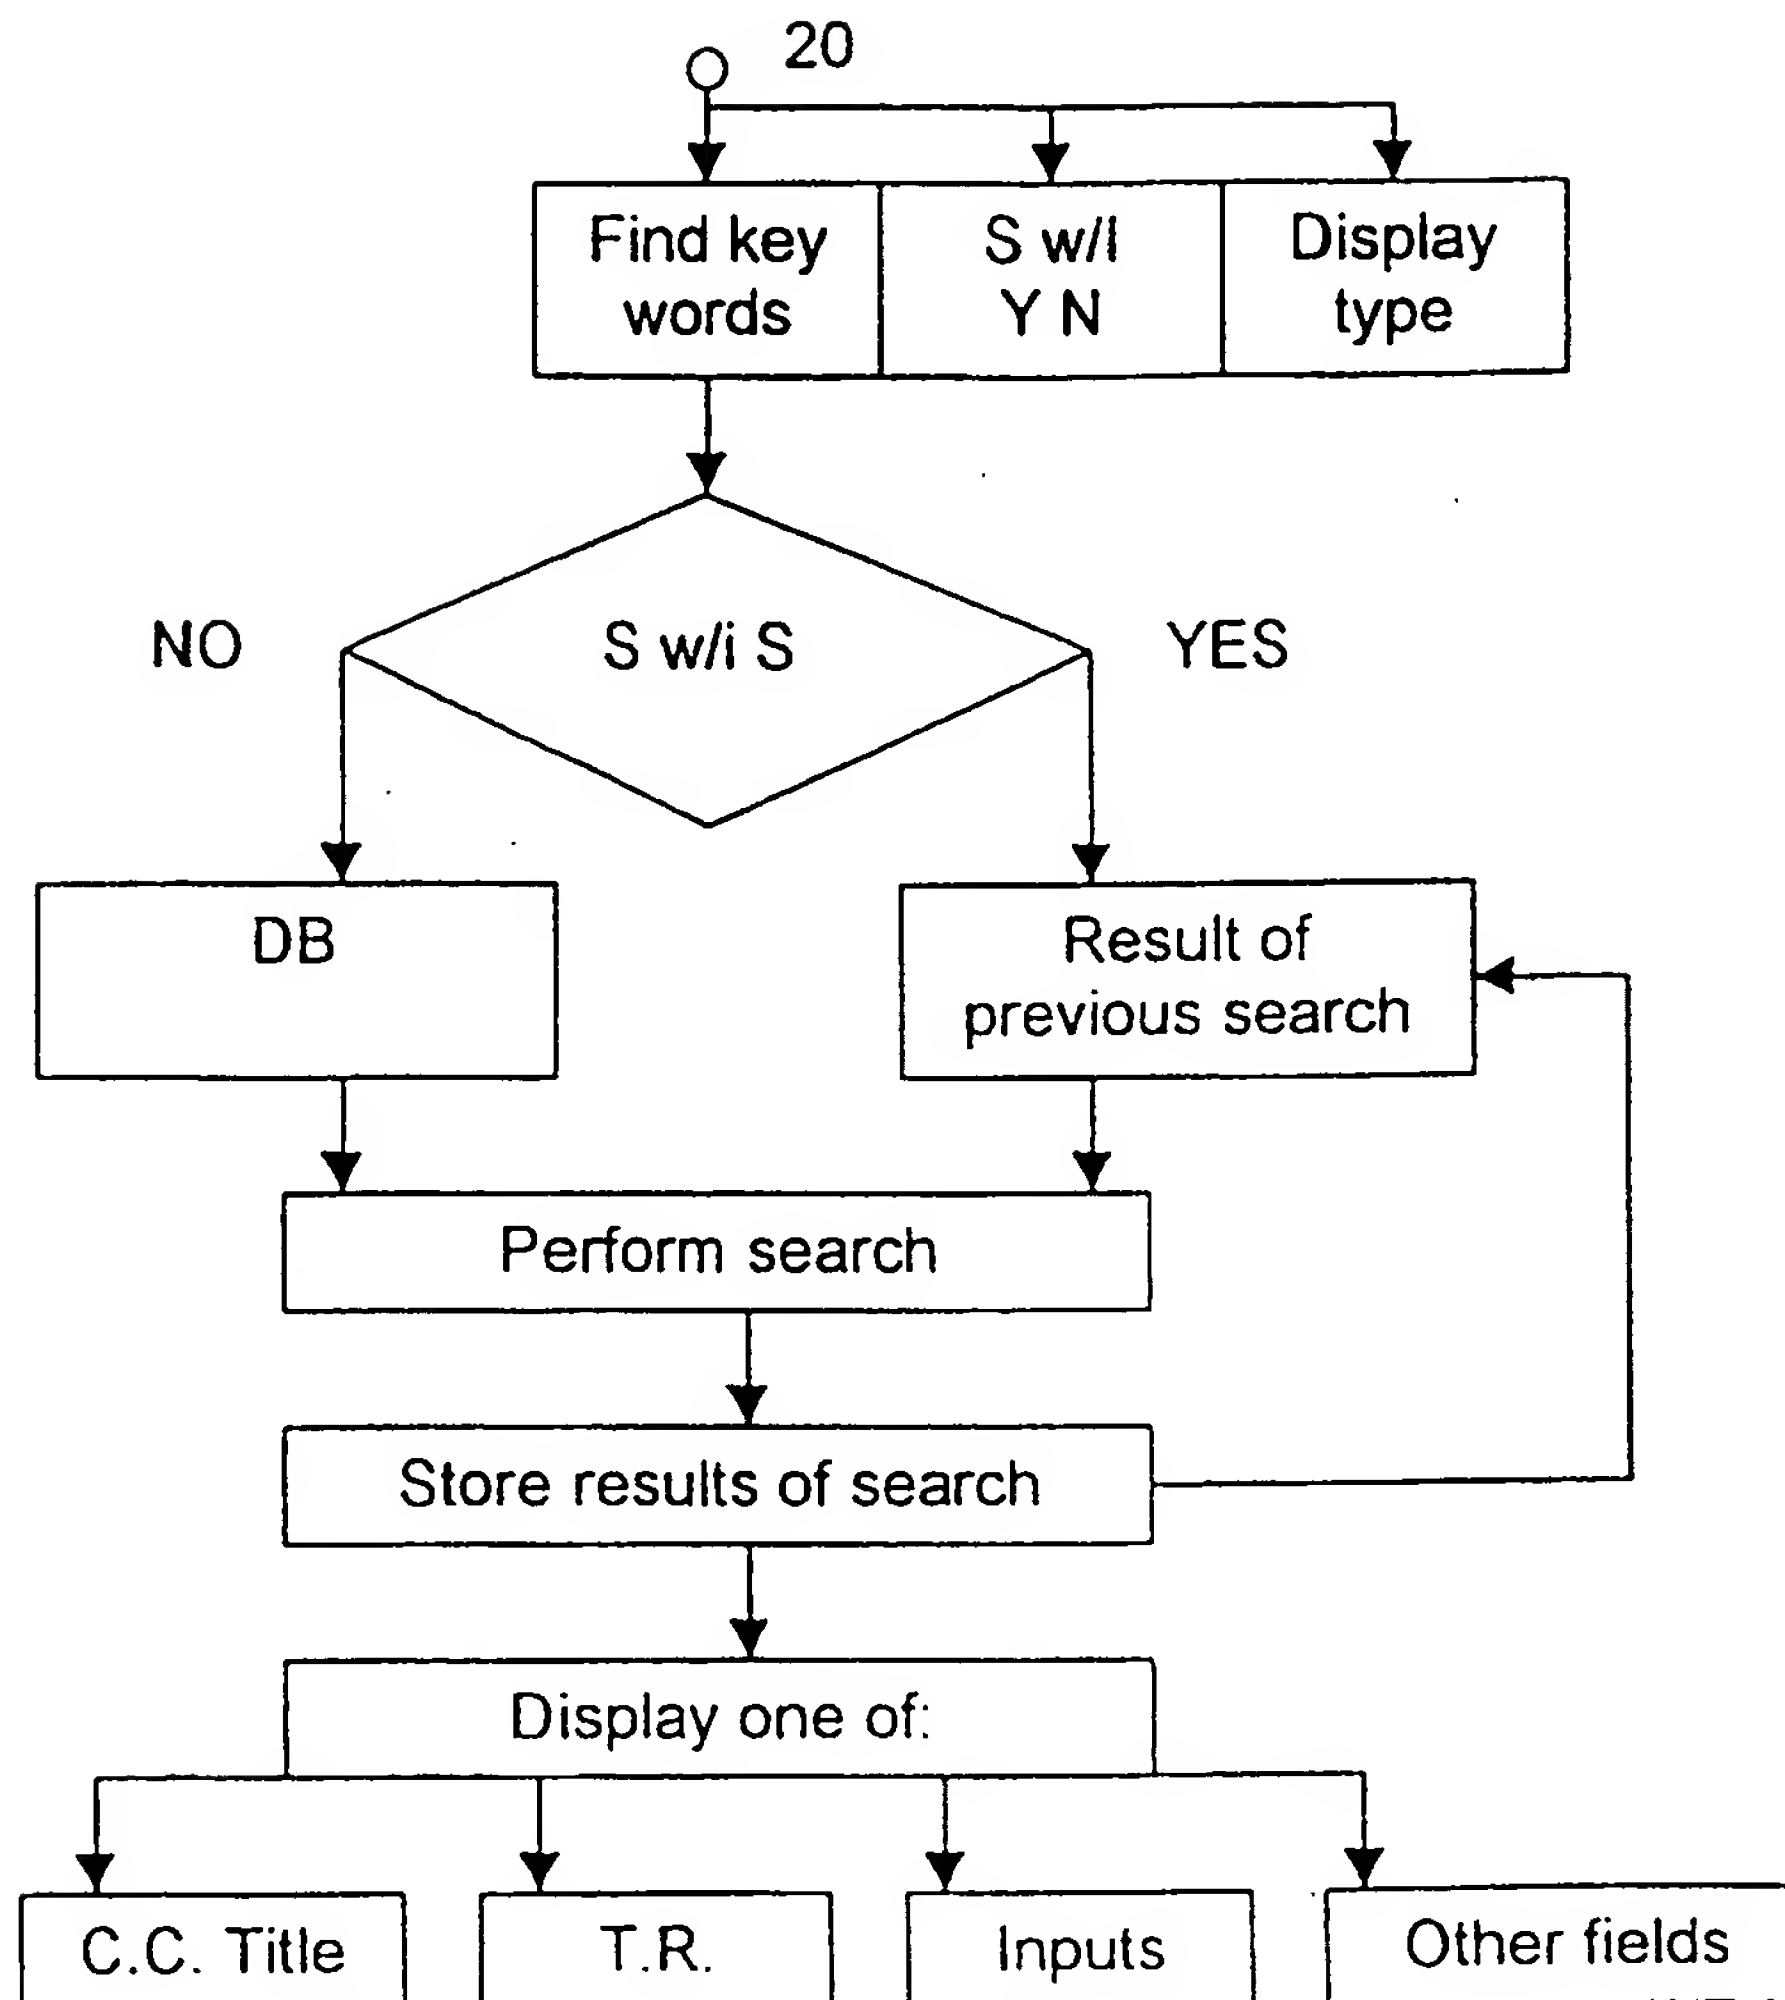 20
Find key
words
S w/I
Y N
Display
type
NO
S w/i S
YES
DB
Result of
previous search
Perform search
Store results of search
Display one of:
C.C. Title
T.R.
Inputs
Other fields